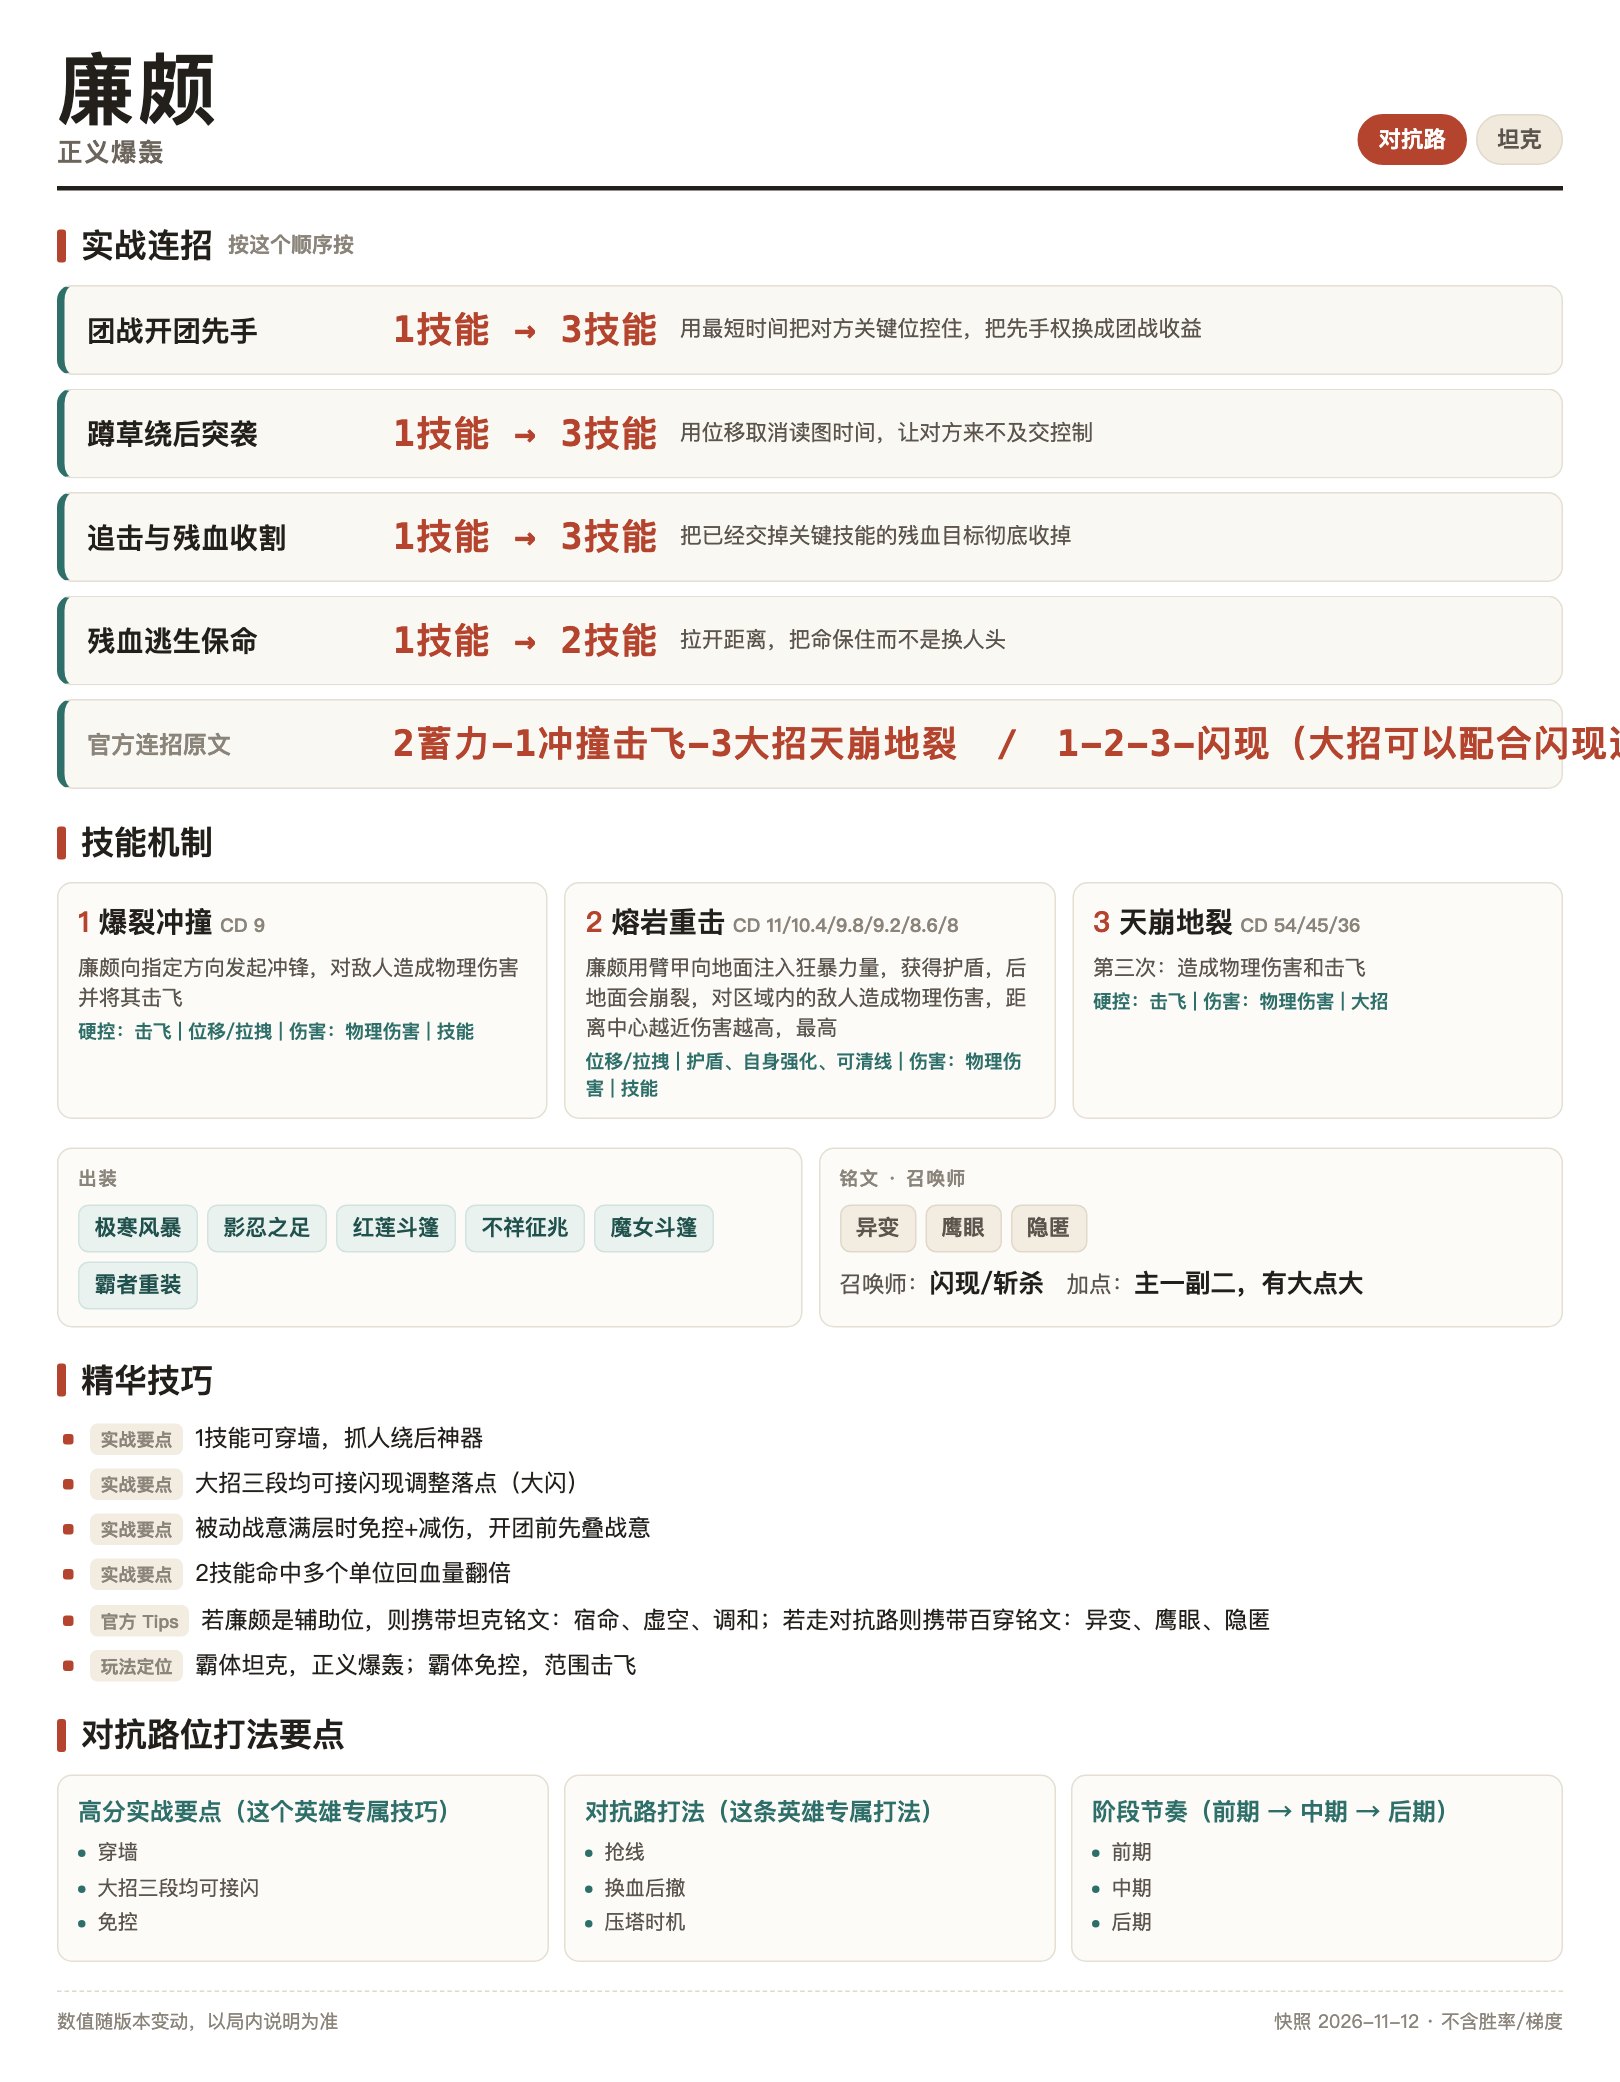 廉颇
正义爆轰
对抗路
坦克
实战连招 按这个顺序按
团战开团先手 1技能 → 3技能 用最短时间把对方关键位控住，把先手权换成团战收益
蹲草绕后突袭 1技能 → 3技能 用位移取消读图时间，让对方来不及交控制
追击与残血收割 1技能 → 3技能 把已经交掉关键技能的残血目标彻底收掉
残血逃生保命 1技能 → 2技能 拉开距离，把命保住而不是换人头
官方连招原文 2蓄力-1冲撞击飞-3大招天崩地裂 / 1-2-3-闪现（大招可以配合闪现
技能机制
1 爆裂冲撞 CD 9
廉颇向指定方向发起冲锋，对敌人造成物理伤害
并将其击飞
硬控：击飞 | 位移/拉拽 | 伤害：物理伤害 | 技能
2 熔岩重击 CD 11/10.4/9.8/9.2/8.6/8
廉颇用臂甲向地面注入狂暴力量，获得护盾，后
地面会崩裂，对区域内的敌人造成物理伤害，距
离中心越近伤害越高，最高
位移/拉拽 | 护盾、自身强化、可清线 | 伤害：物理伤
害 | 技能
3 天崩地裂 CD 54/45/36
第三次：造成物理伤害和击飞
硬控：击飞 | 伤害：物理伤害 | 大招
出装
极寒风暴 影忍之足 红莲斗篷 不祥征兆 魔女斗篷
霸者重装
铭文 · 召唤师
异变 鹰眼 隐匿
召唤师：闪现/斩杀 加点：主一副二，有大点大
精华技巧
实战要点 1技能可穿墙，抓人绕后神器
实战要点 大招三段均可接闪现调整落点（大闪）
实战要点 被动战意满层时免控+减伤，开团前先叠战意
实战要点 2技能命中多个单位回血量翻倍
官方 Tips 若廉颇是辅助位，则携带坦克铭文：宿命、虚空、调和；若走对抗路则携带百穿铭文：异变、鹰眼、隐匿
玩法定位 霸体坦克，正义爆轰；霸体免控，范围击飞
对抗路位打法要点
高分实战要点（这个英雄专属技巧）
穿墙
大招三段均可接闪
免控
对抗路打法（这条英雄专属打法）
抢线
换血后撤
压塔时机
阶段节奏（前期 → 中期 → 后期）
前期
中期
后期
数值随版本变动，以局内说明为准
快照 2026-11-12 · 不含胜率/梯度